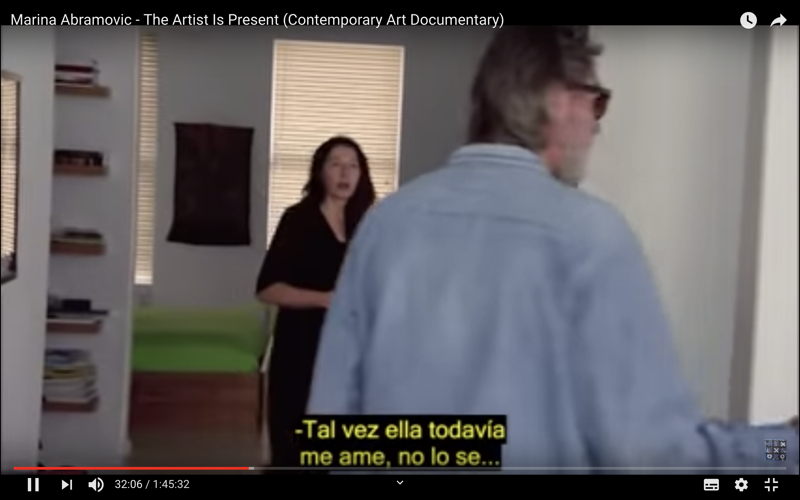 Marina Abramovic - The Artist Is Present (Contemporary Art Documentary)
-Tal vez ella todavía
me ame, no lo se...
32:06 / 1:45:32